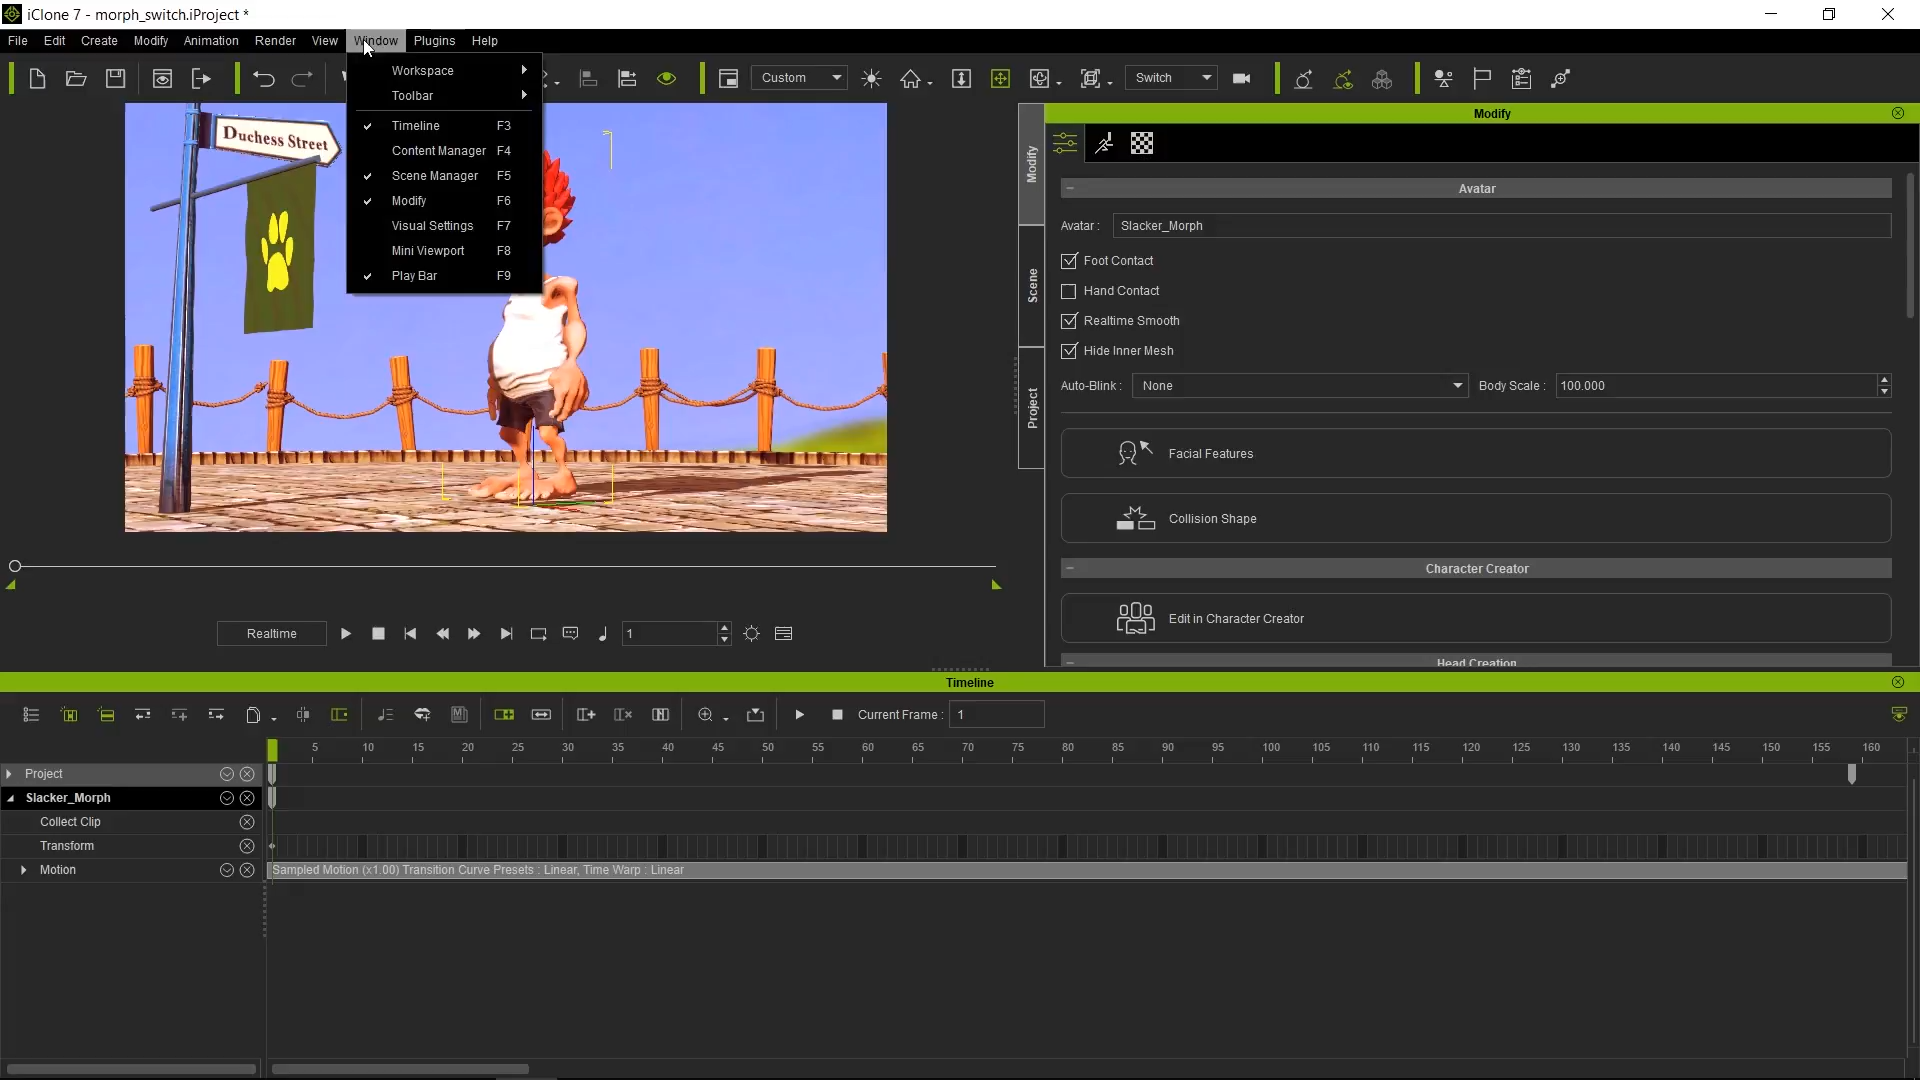 iClone 7 - morph_switch.iProject *
File Edit Create Modify Animation Render View Window Plugins Help
Workspace
Toolbar
Timeline F3
Content Manager F4
Scene Manager F5
Modify F6
Visual Settings F7
Mini Viewport F8
Play Bar F9
Custom
Switch
Duchess Street
Modify
Scene
Project
Modify
Avatar
Avatar : Slacker_Morph
Foot Contact
Hand Contact
Realtime Smooth
Hide Inner Mesh
Auto-Blink : None Body Scale : 100.000
Facial Features
Collision Shape
Character Creator
Edit in Character Creator
Head Creation
Realtime 1
Timeline
Current Frame : 1
5 10 15 20 25 30 35 40 45 50 55 60 65 70 75 80 85 90 95 100 105 110 115 120 125 130 135 140 145 150 155 160
Project
Slacker_Morph
Collect Clip
Transform
Motion
Sampled Motion (x1.00) Transition Curve Presets : Linear, Time Warp : Linear